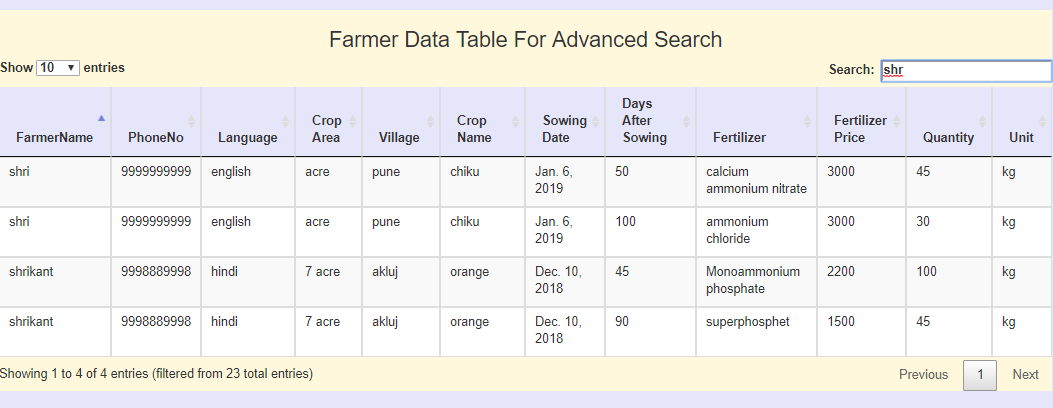 Farmer Data Table For Advanced Search
Show 10 entries Search: shr
FarmerName PhoneNo Language Crop Area Village Crop Name Sowing Date Days After Sowing Fertilizer Fertilizer Price Quantity Unit
shri 9999999999 english acre pune chiku Jan. 6, 2019 50 calcium ammonium nitrate 3000 45 kg
shri 9999999999 english acre pune chiku Jan. 6, 2019 100 ammonium chloride 3000 30 kg
shrikant 9998889998 hindi 7 acre akluj orange Dec. 10, 2018 45 Monoammonium phosphate 2200 100 kg
shrikant 9998889998 hindi 7 acre akluj orange Dec. 10, 2018 90 superphosphet 1500 45 kg
Showing 1 to 4 of 4 entries (filtered from 23 total entries) Previous 1 Next